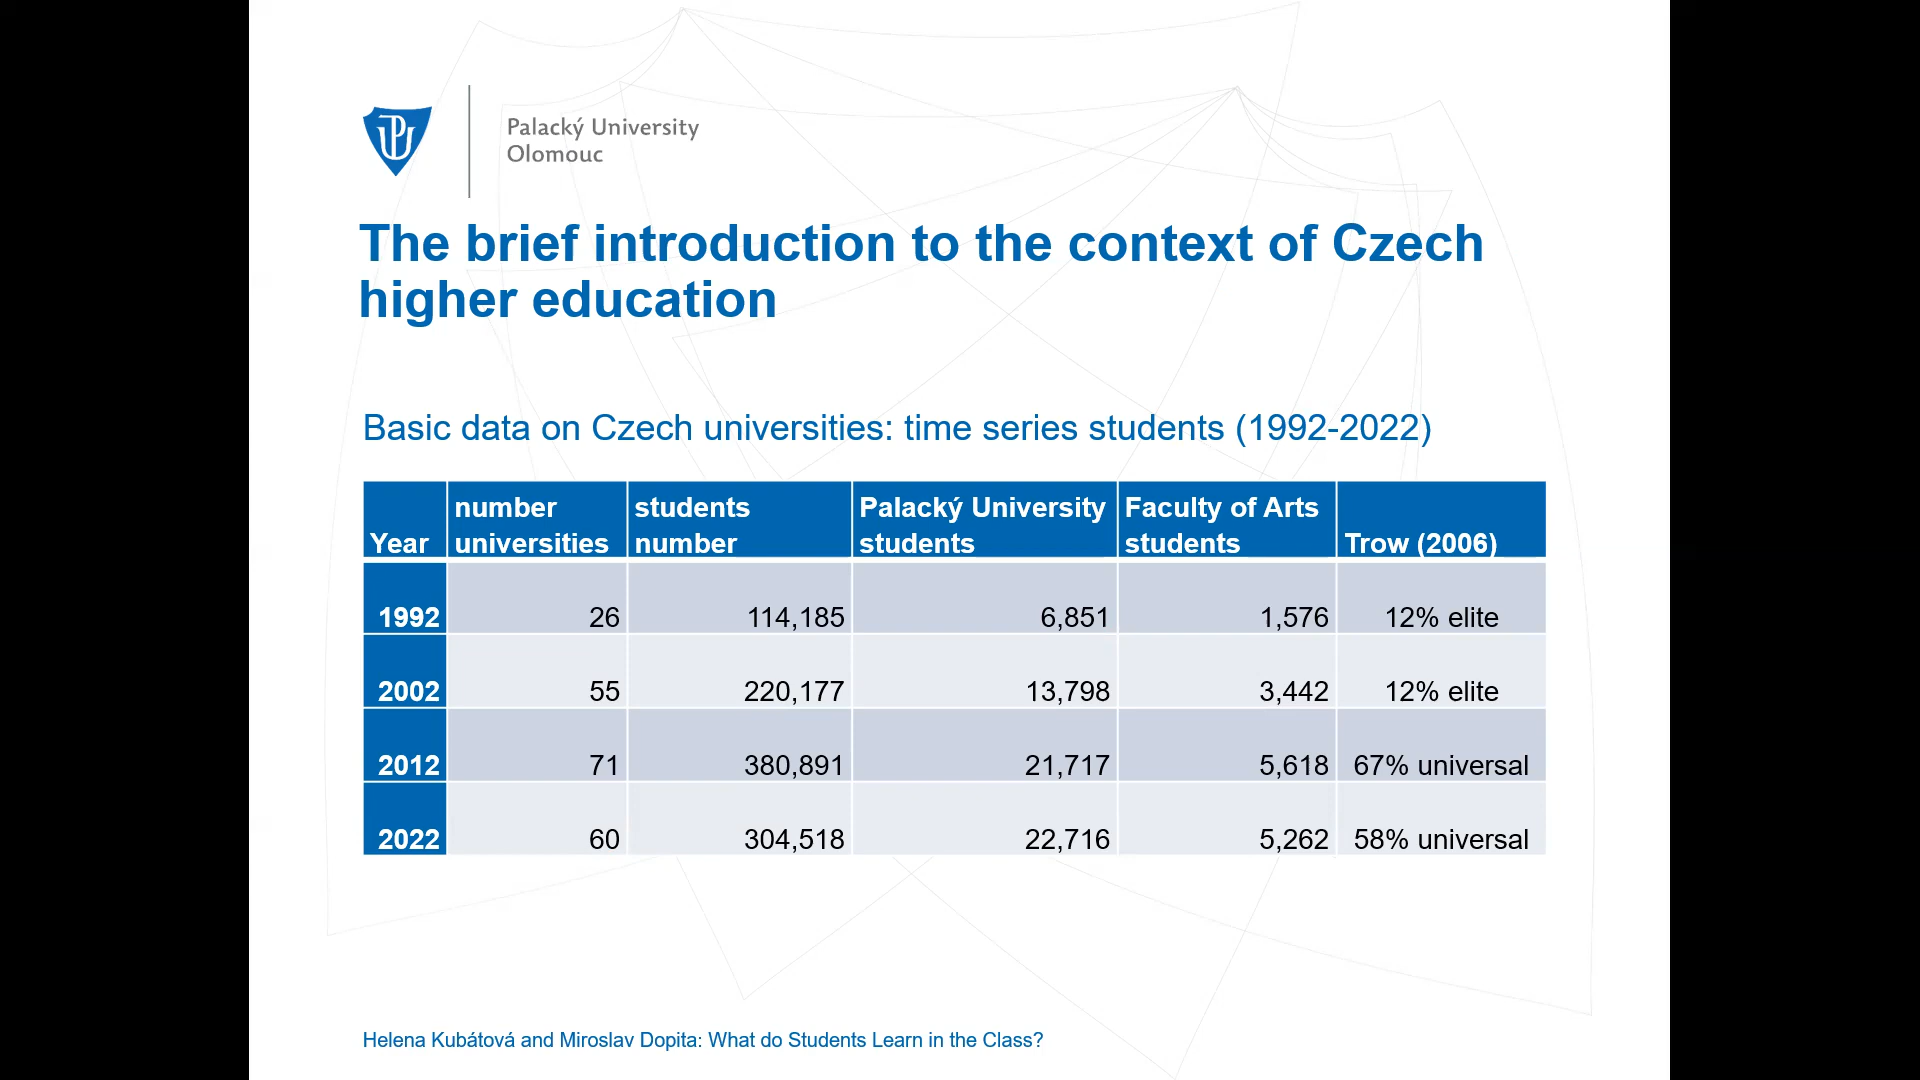 Palacký University
Olomouc
The brief introduction to the context of Czech
higher education
Basic data on Czech universities: time series students (1992-2022)
Year number universities students number Palacký University students Faculty of Arts students Trow (2006)
1992 26 114,185 6,851 1,576 12% elite
2002 55 220,177 13,798 3,442 12% elite
2012 71 380,891 21,717 5,618 67% universal
2022 60 304,518 22,716 5,262 58% universal
Helena Kubátová and Miroslav Dopita: What do Students Learn in the Class?